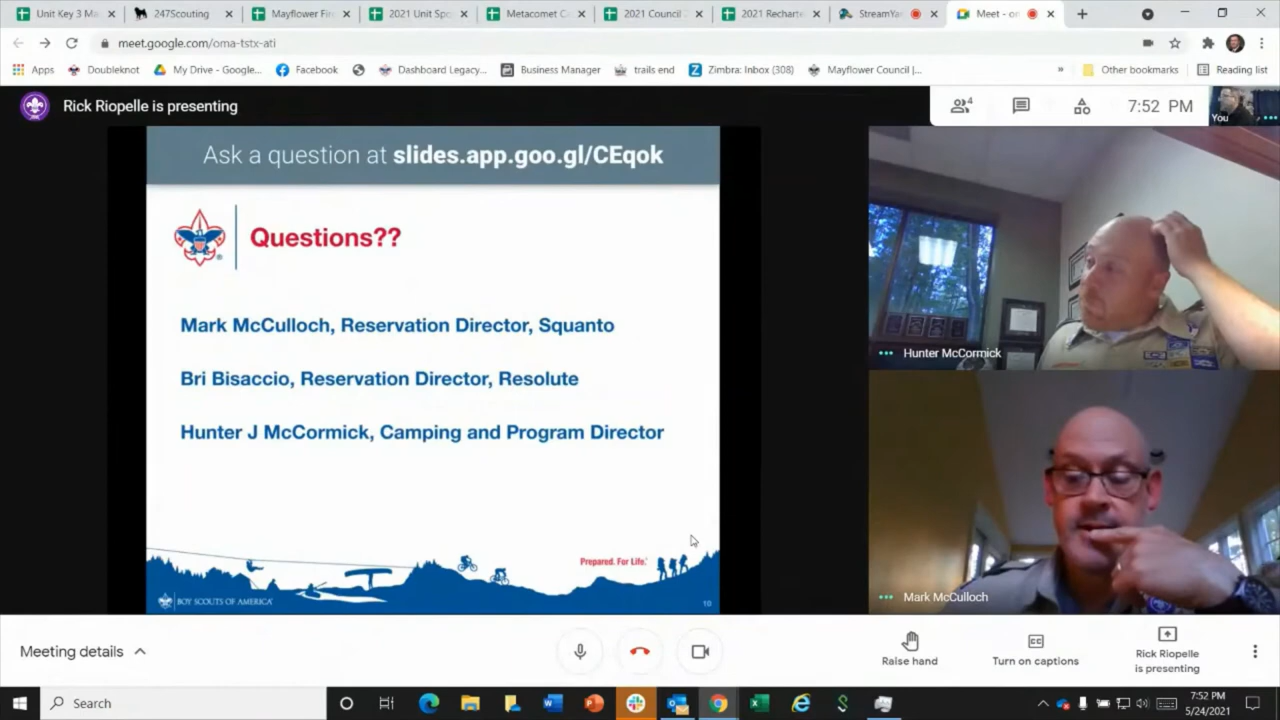 Unit Key 3 M
247Scouting
Mayflower Fir
2021 Unit Spo
Metacomet C
2021 Council
2021 Recharte
StreamYa
Meet - o
meet.google.com/oma-tstx-ati
Apps
Doubleknot
My Drive - Google...
Facebook
Dashboard Legacy...
Business Manager
trails end
Zimbra: Inbox (308)
Mayflower Council |...
»
Other bookmarks
Reading list
Rick Riopelle is presenting
4
7:52 PM
You
Ask a question at slides.app.goo.gl/CEqok
Questions??
Mark McCulloch, Reservation Director, Squanto
Bri Bisaccio, Reservation Director, Resolute
Hunter J McCormick, Camping and Program Director
Prepared. For Life.
BOY SCOUTS OF AMERICA
10
Hunter McCormick
Mark McCulloch
Meeting details
Raise hand
Turn on captions
Rick Riopelle
is presenting
Search
7:52 PM
5/24/2021